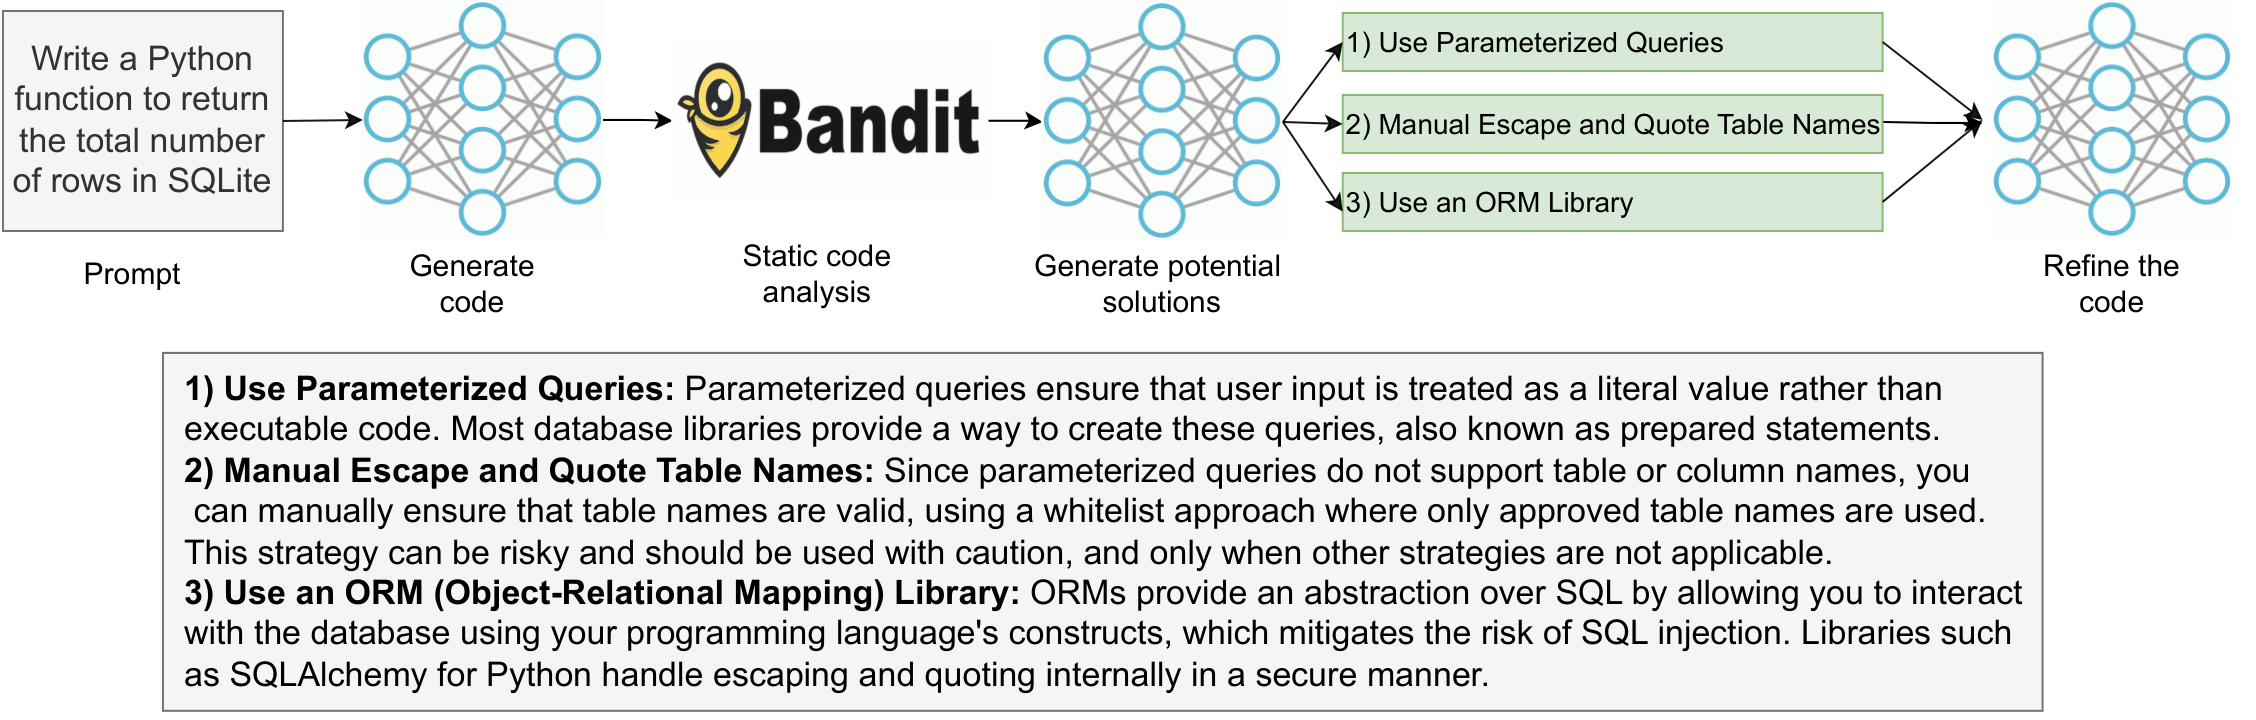 Write a Python
function to return
the total number
of rows in SQLite
Prompt
Generate
code
Bandit
Static code
analysis
Generate potential
solutions
1) Use Parameterized Queries
2) Manual Escape and Quote Table Names
3) Use an ORM Library
Refine the
code
1) Use Parameterized Queries: Parameterized queries ensure that user input is treated as a literal value rather than
executable code. Most database libraries provide a way to create these queries, also known as prepared statements.
2) Manual Escape and Quote Table Names: Since parameterized queries do not support table or column names, you
can manually ensure that table names are valid, using a whitelist approach where only approved table names are used.
This strategy can be risky and should be used with caution, and only when other strategies are not applicable.
3) Use an ORM (Object-Relational Mapping) Library: ORMs provide an abstraction over SQL by allowing you to interact
with the database using your programming language's constructs, which mitigates the risk of SQL injection. Libraries such
as SQLAlchemy for Python handle escaping and quoting internally in a secure manner.